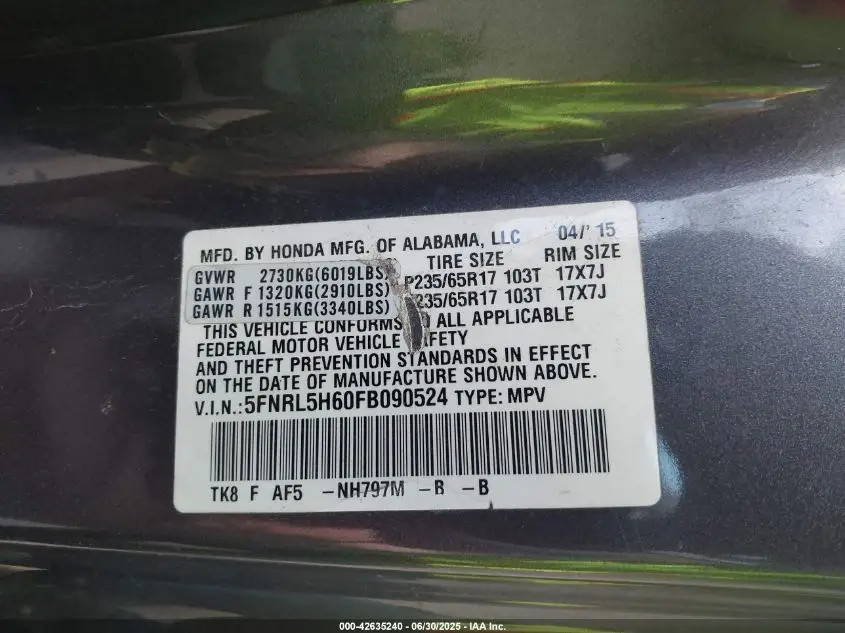 MFD. BY HONDA MFG. OF ALABAMA, LLC 04/' 15
TIRE SIZE RIM SIZE
GVWR 2730KG(6019LBS)
GAWR F 1320KG(2910LBS) P235/65R17 103T 17X7J
GAWR R 1515KG(3340LBS) 235/65R17 103T 17X7J
THIS VEHICLE CONFORMS ALL APPLICABLE
FEDERAL MOTOR VEHICLE
AND THEFT PREVENTION STANDARDS IN EFFECT
ON THE DATE OF MANUFACTURE SHOWN ABOVE.
V.I.N.:5FNRL5H60FB090524 TYPE: MPV
TK8 F AF5 -NH797M -R -B
000-42635240 - 06/30/2025 - IAA Inc.